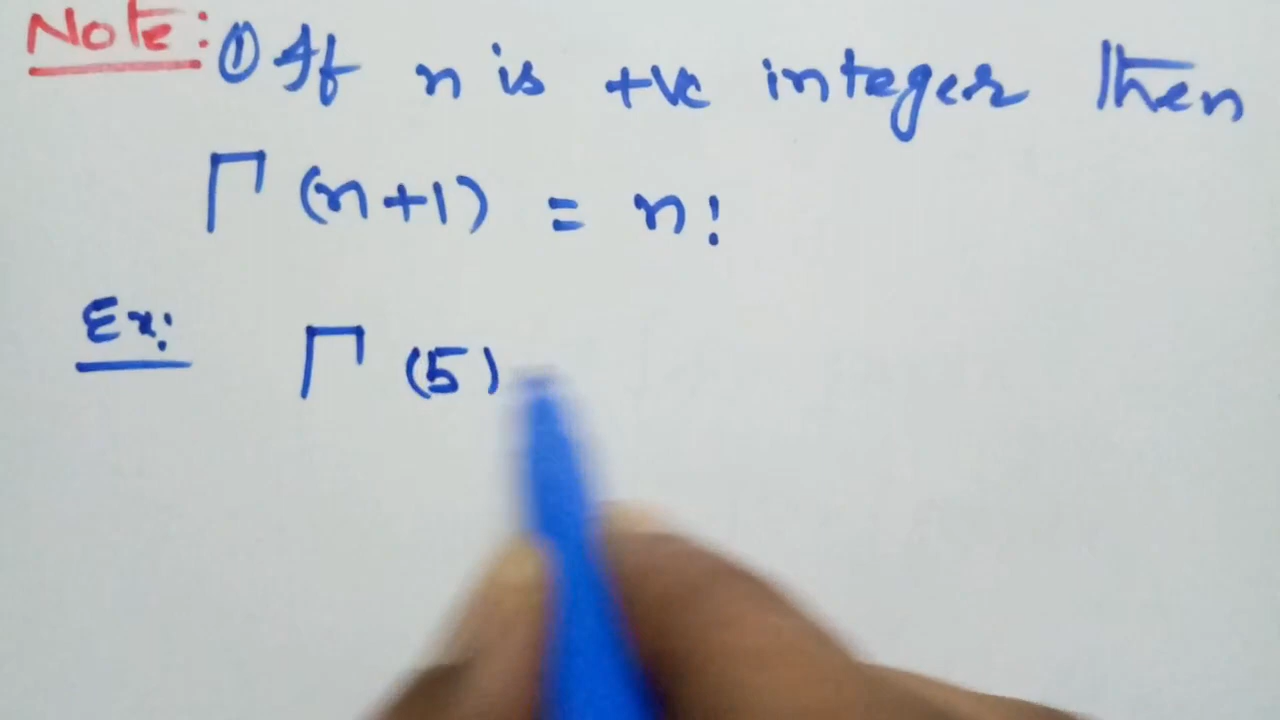 Note: ① If n is +ve integer then
Γ (n+1) = n!
Ex: Γ (5)